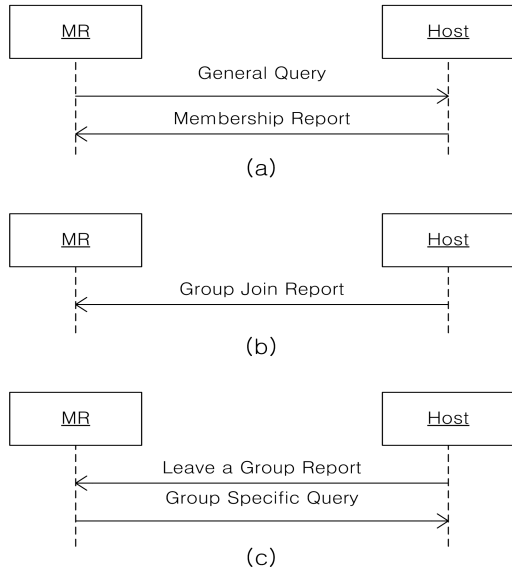 MR Host
General Query
Membership Report
(a)
MR Host
Group Join Report
(b)
MR Host
Leave a Group Report
Group Specific Query
(c)